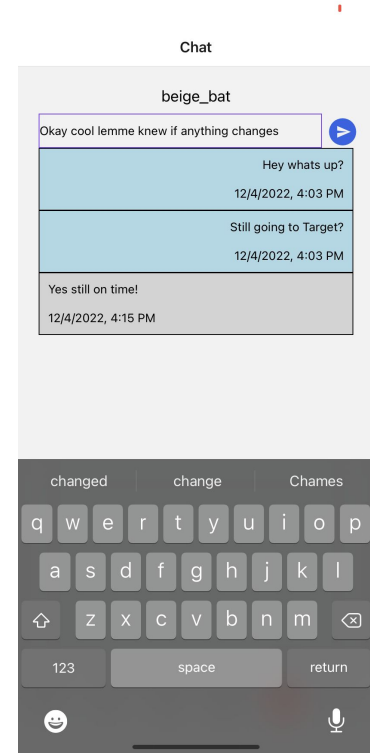 Chat
beige_bat
Okay cool lemme knew if anything changes
Hey whats up?
12/4/2022, 4:03 PM
Still going to Target?
12/4/2022, 4:03 PM
Yes still on time!
12/4/2022, 4:15 PM
changed change Chames
q w e r t y u i o p
a s d f g h j k l
z x c v b n m
123 space return